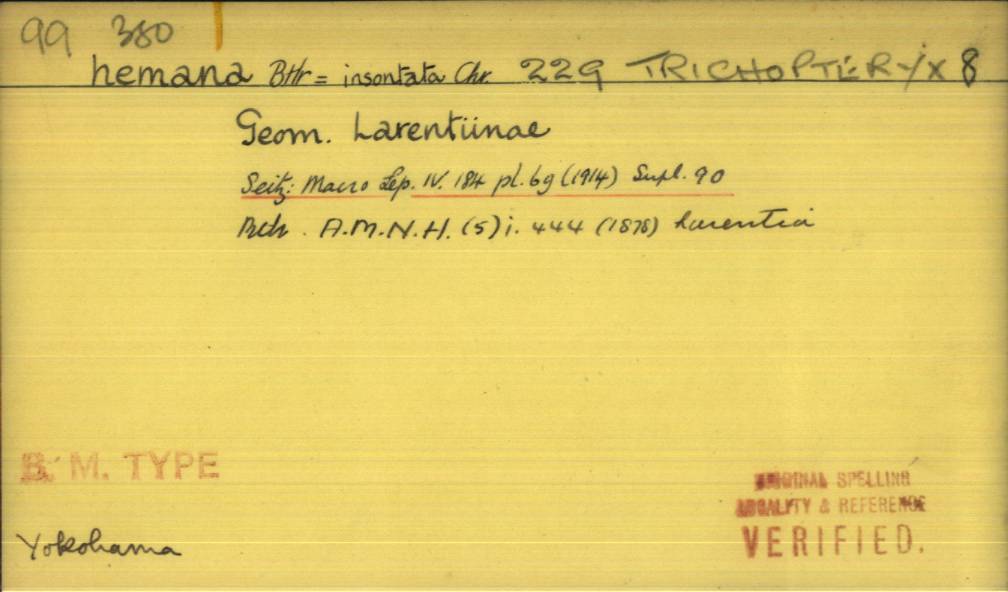 99 380
hemana Btlr = insontata Chr. 229 TRICHOPTERYX 8
Geom. Larentiinae
Seitz: Macro Lep. IV. 184 pl. 6g (1914) Supl. 90
Btlr. A.M.N.H. (5) i. 444 (1878) Larentia
B. M. TYPE
ORIGINAL SPELLING
LOCALITY & REFERENCE
VERIFIED.
Yokohama